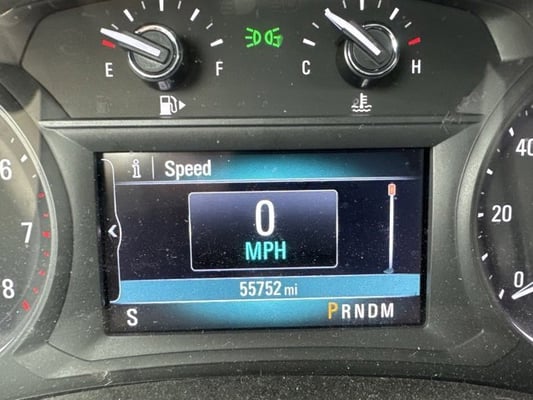 E F C H
6
7
8
i Speed
0
MPH
55752 mi
S PRNDM
40
20
0